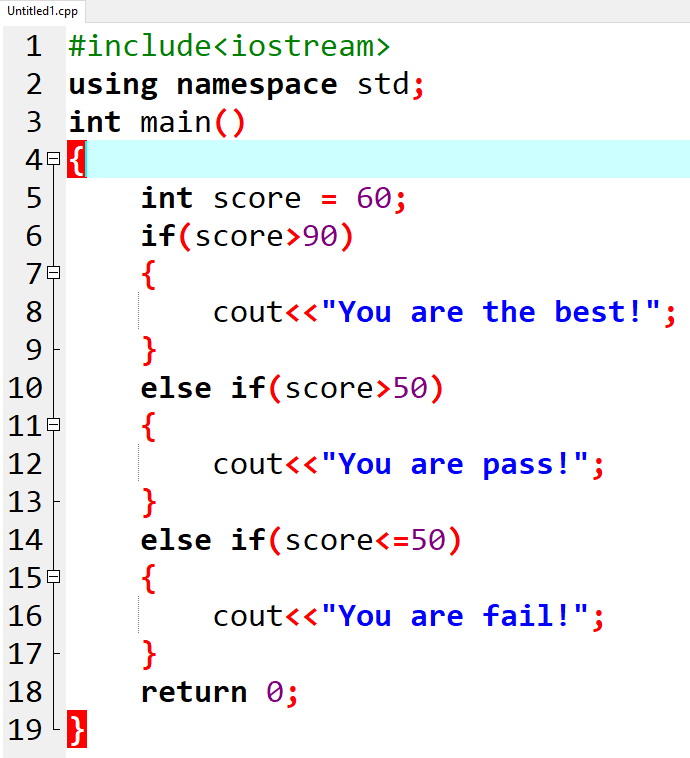 Untitled1.cpp
1 #include<iostream>
2 using namespace std;
3 int main()
4 {
5     int score = 60;
6     if(score>90)
7     {
8         cout<<"You are the best!";
9     }
10     else if(score>50)
11     {
12         cout<<"You are pass!";
13     }
14     else if(score<=50)
15     {
16         cout<<"You are fail!";
17     }
18     return 0;
19 }